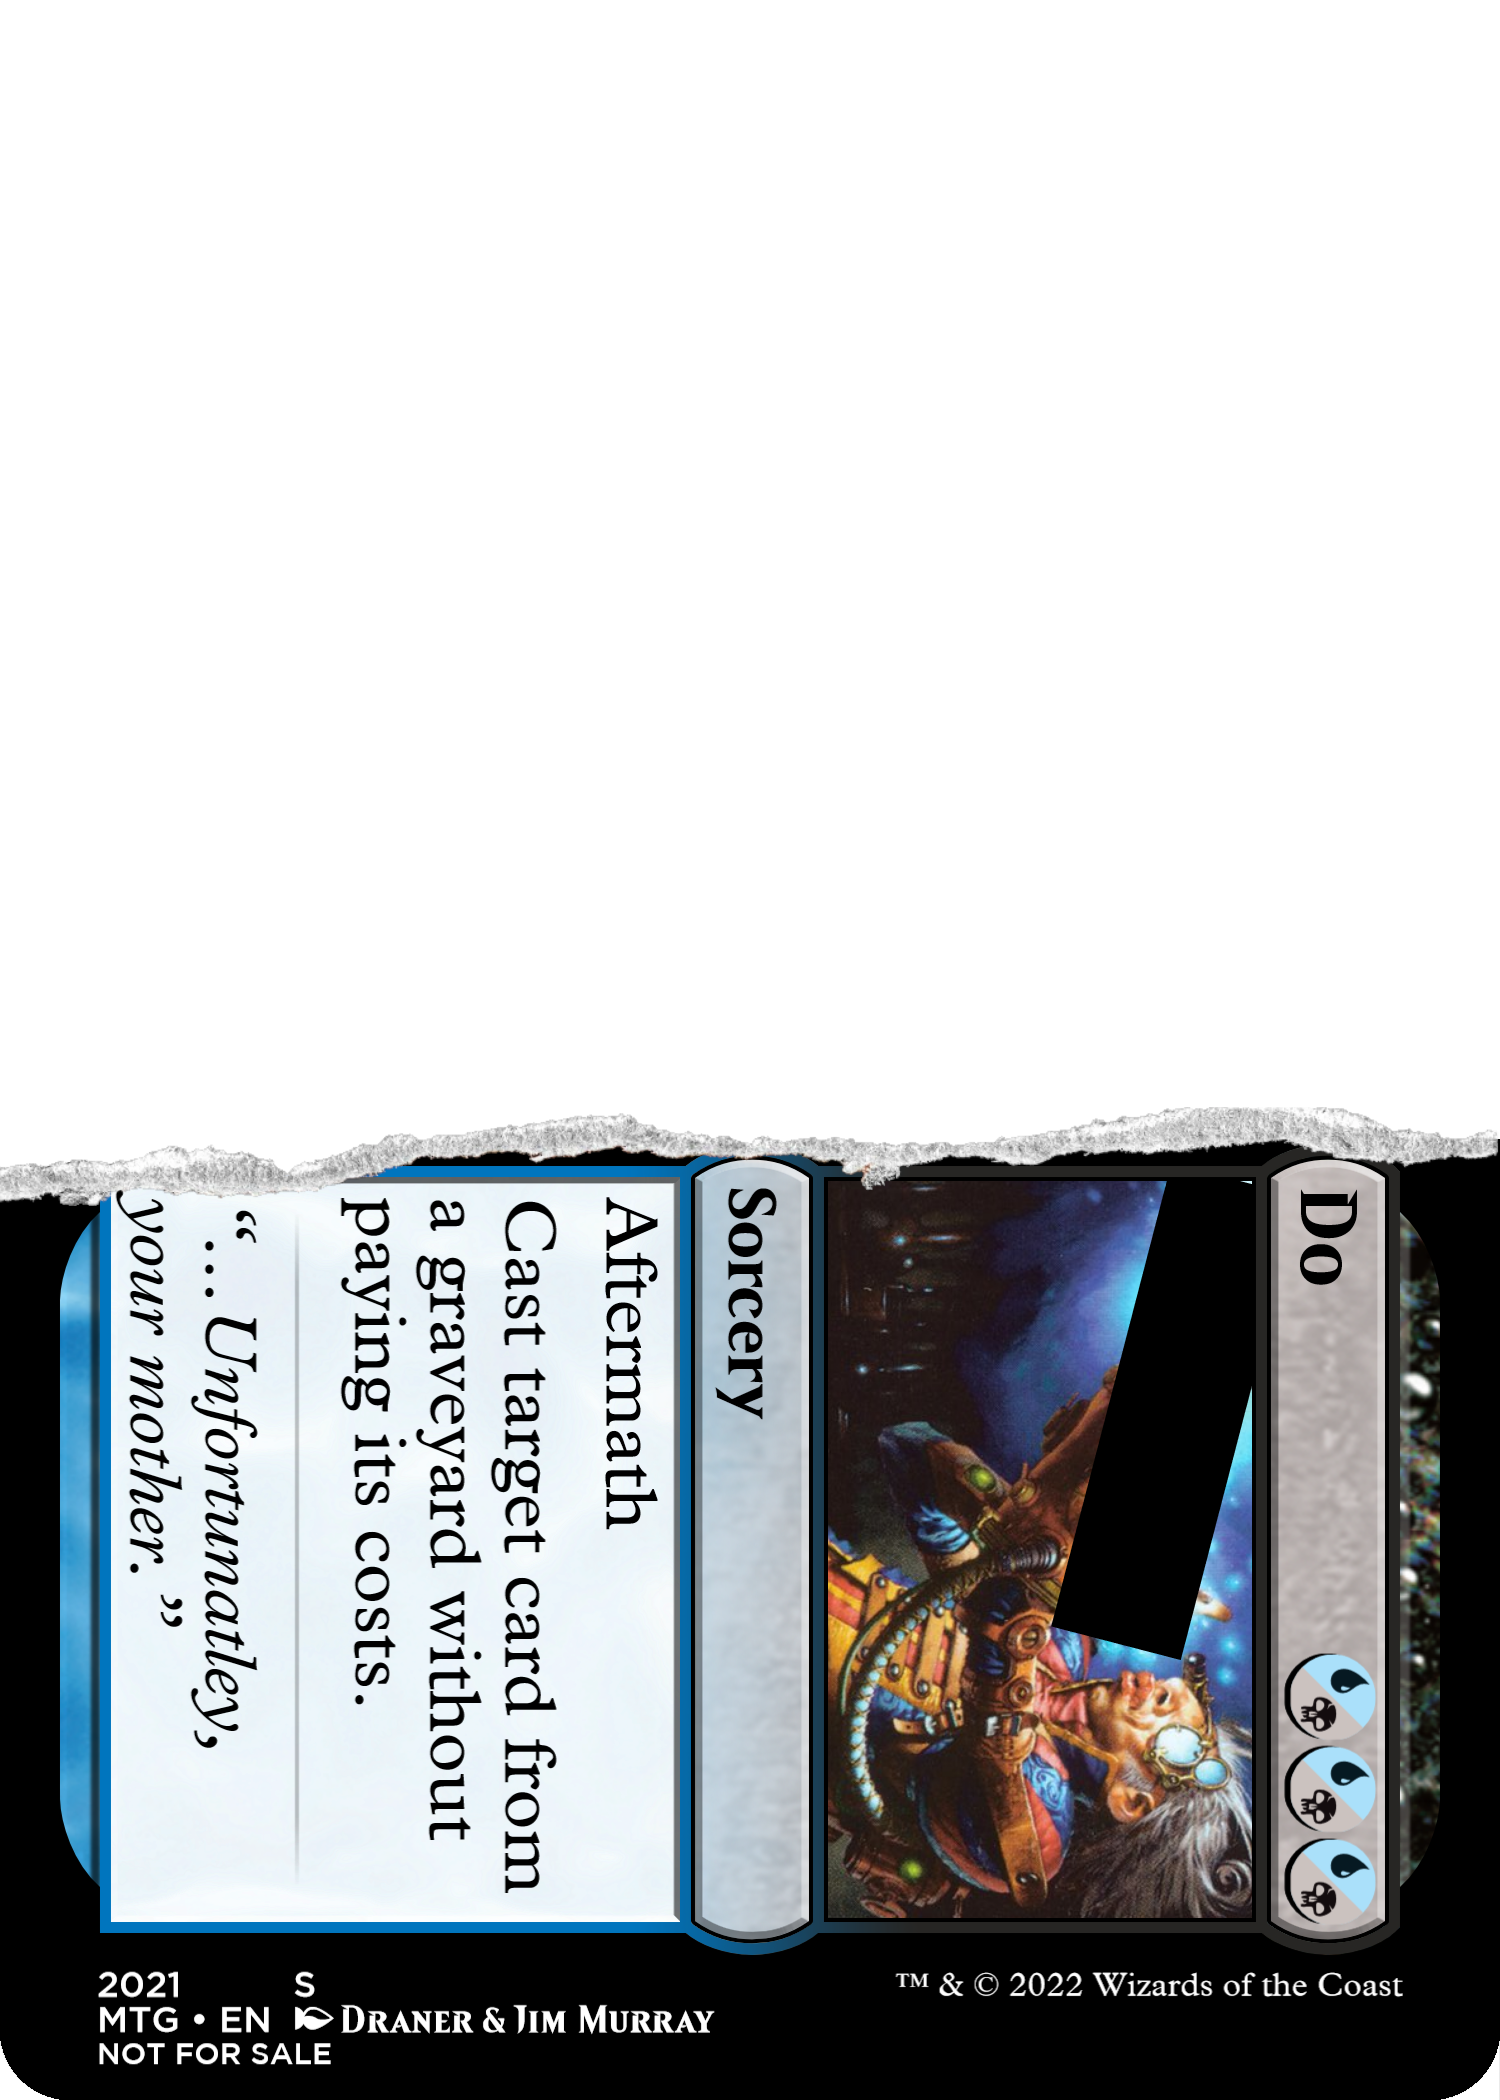 Do
Sorcery
Aftermath
Cast target card from
a graveyard without
paying its costs.
“…Unfortunatley,
your mother. ”
2021 S
MTG • EN DRANER & JIM MURRAY
NOT FOR SALE
™ & © 2022 Wizards of the Coast